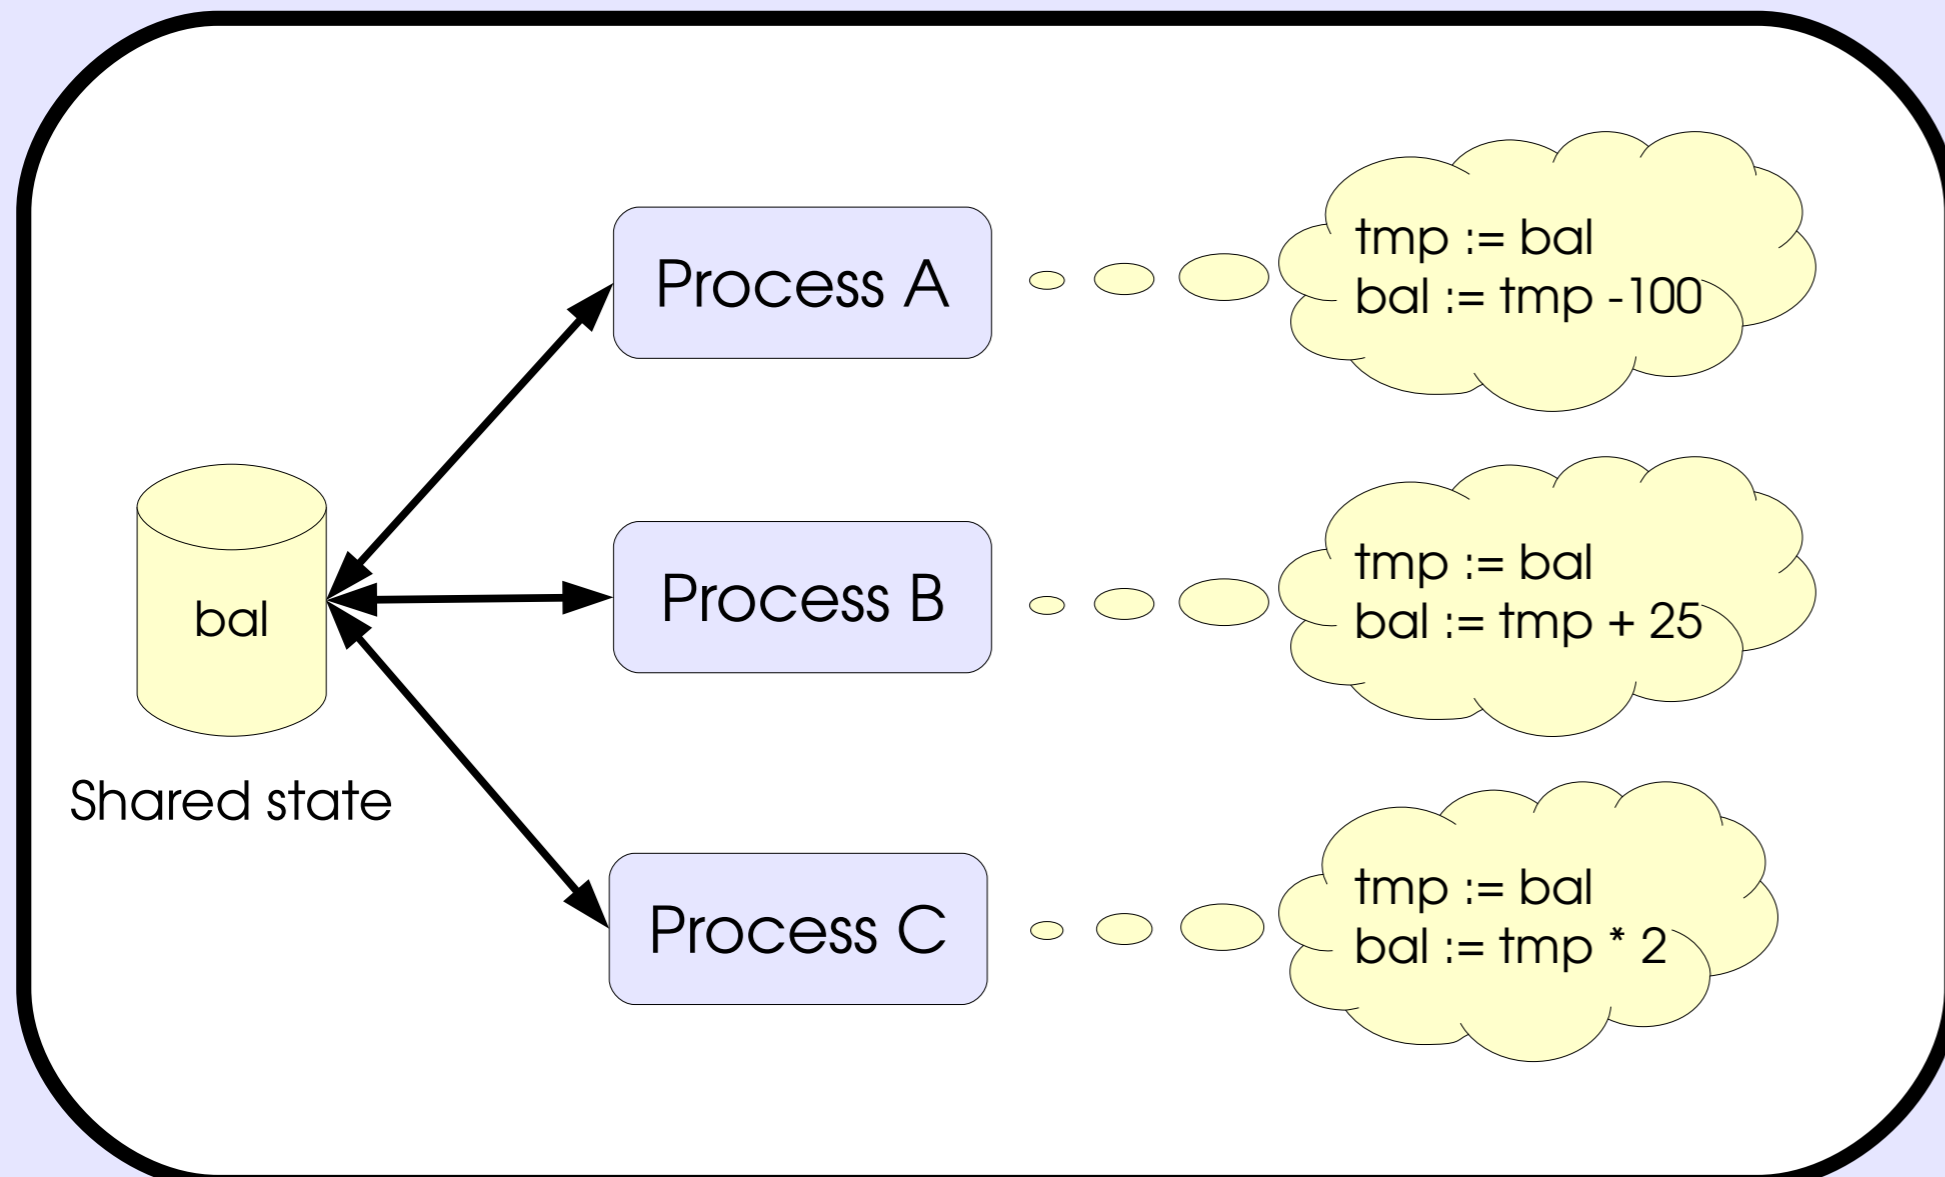 Process A
tmp := bal
bal := tmp -100
Process B
tmp := bal
bal := tmp + 25
bal
Shared state
Process C
tmp := bal
bal := tmp * 2